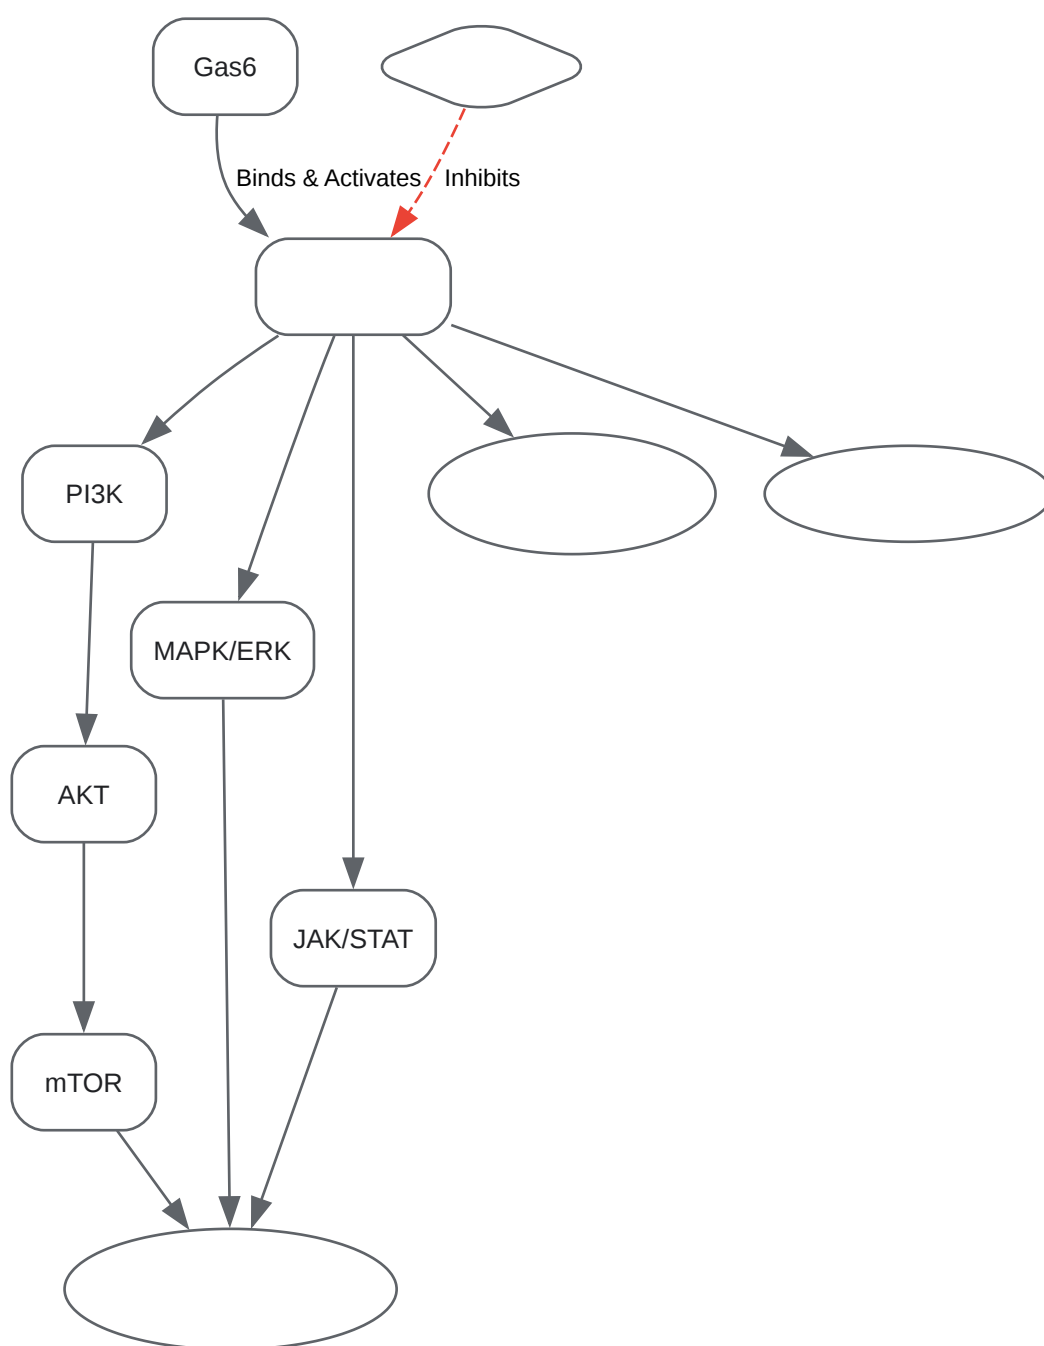 Gas6
Binds & Activates
Inhibits
PI3K
MAPK/ERK
AKT
JAK/STAT
mTOR